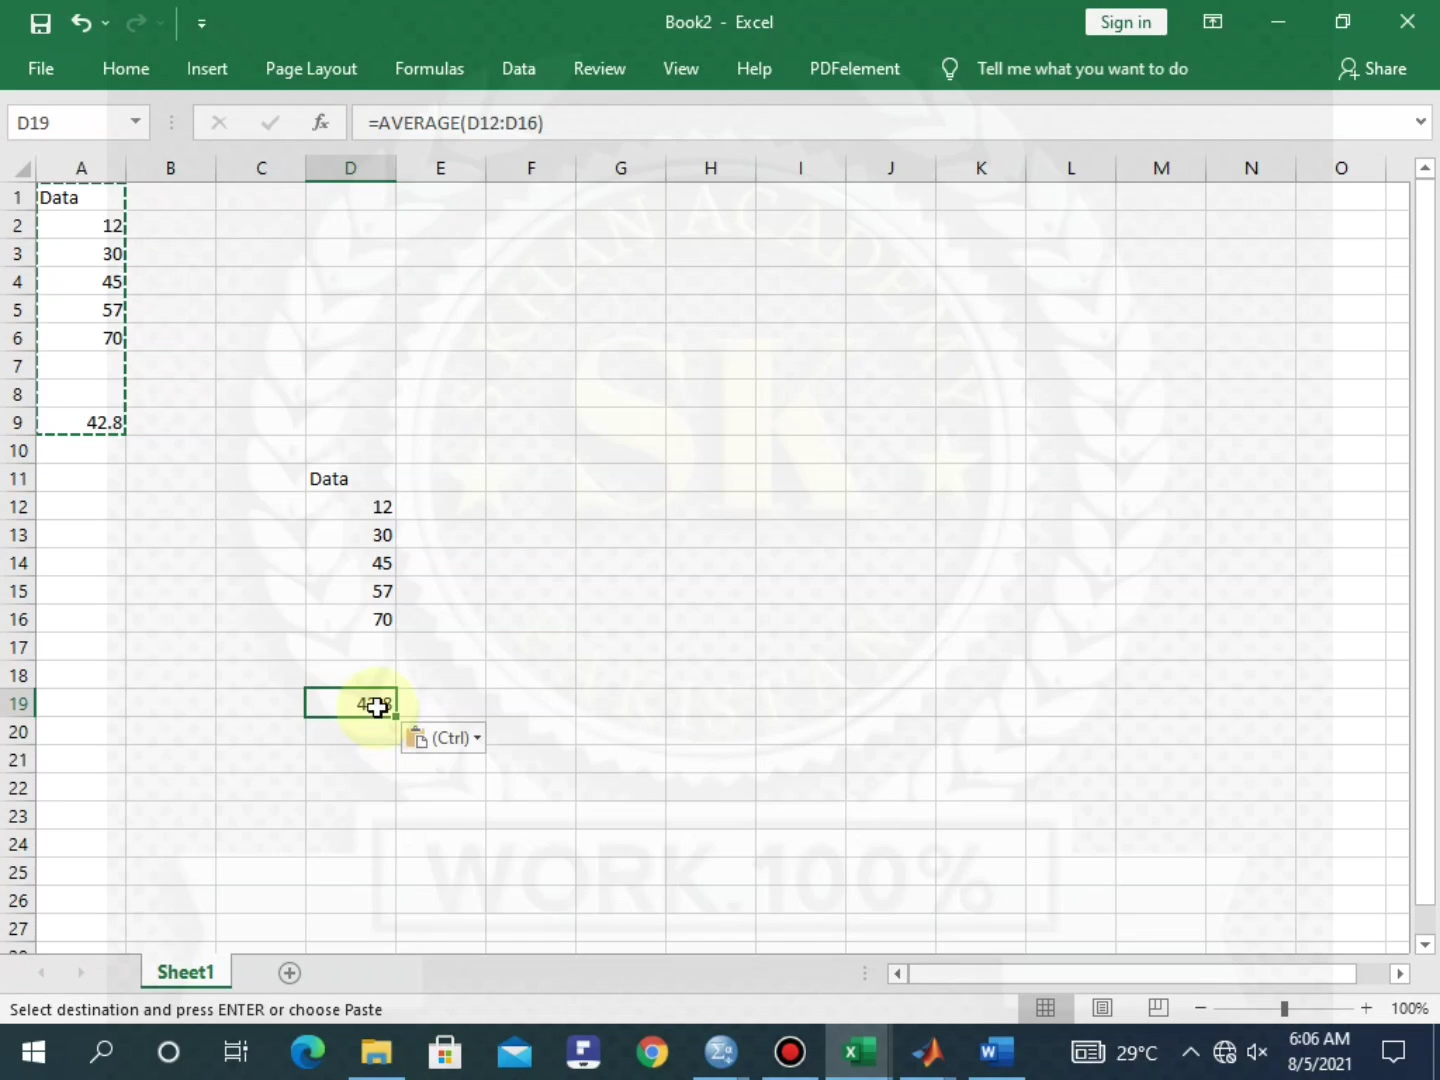 Book2 - Excel
Sign in
File Home Insert Page Layout Formulas Data Review View Help PDFelement Tell me what you want to do Share
D19 fx =AVERAGE(D12:D16)
A B C D E F G H I J K L M N O
1 Data
2 12
3 30
4 45
5 57
6 70
7
8
9 42.8
10
11 Data
12 12
13 30
14 45
15 57
16 70
17
18
19
20 (Ctrl)
21
22
23
24
25 WORK.100%
26
27
Sheet1
Select destination and press ENTER or choose Paste 100%
29°C 6:06 AM
8/5/2021